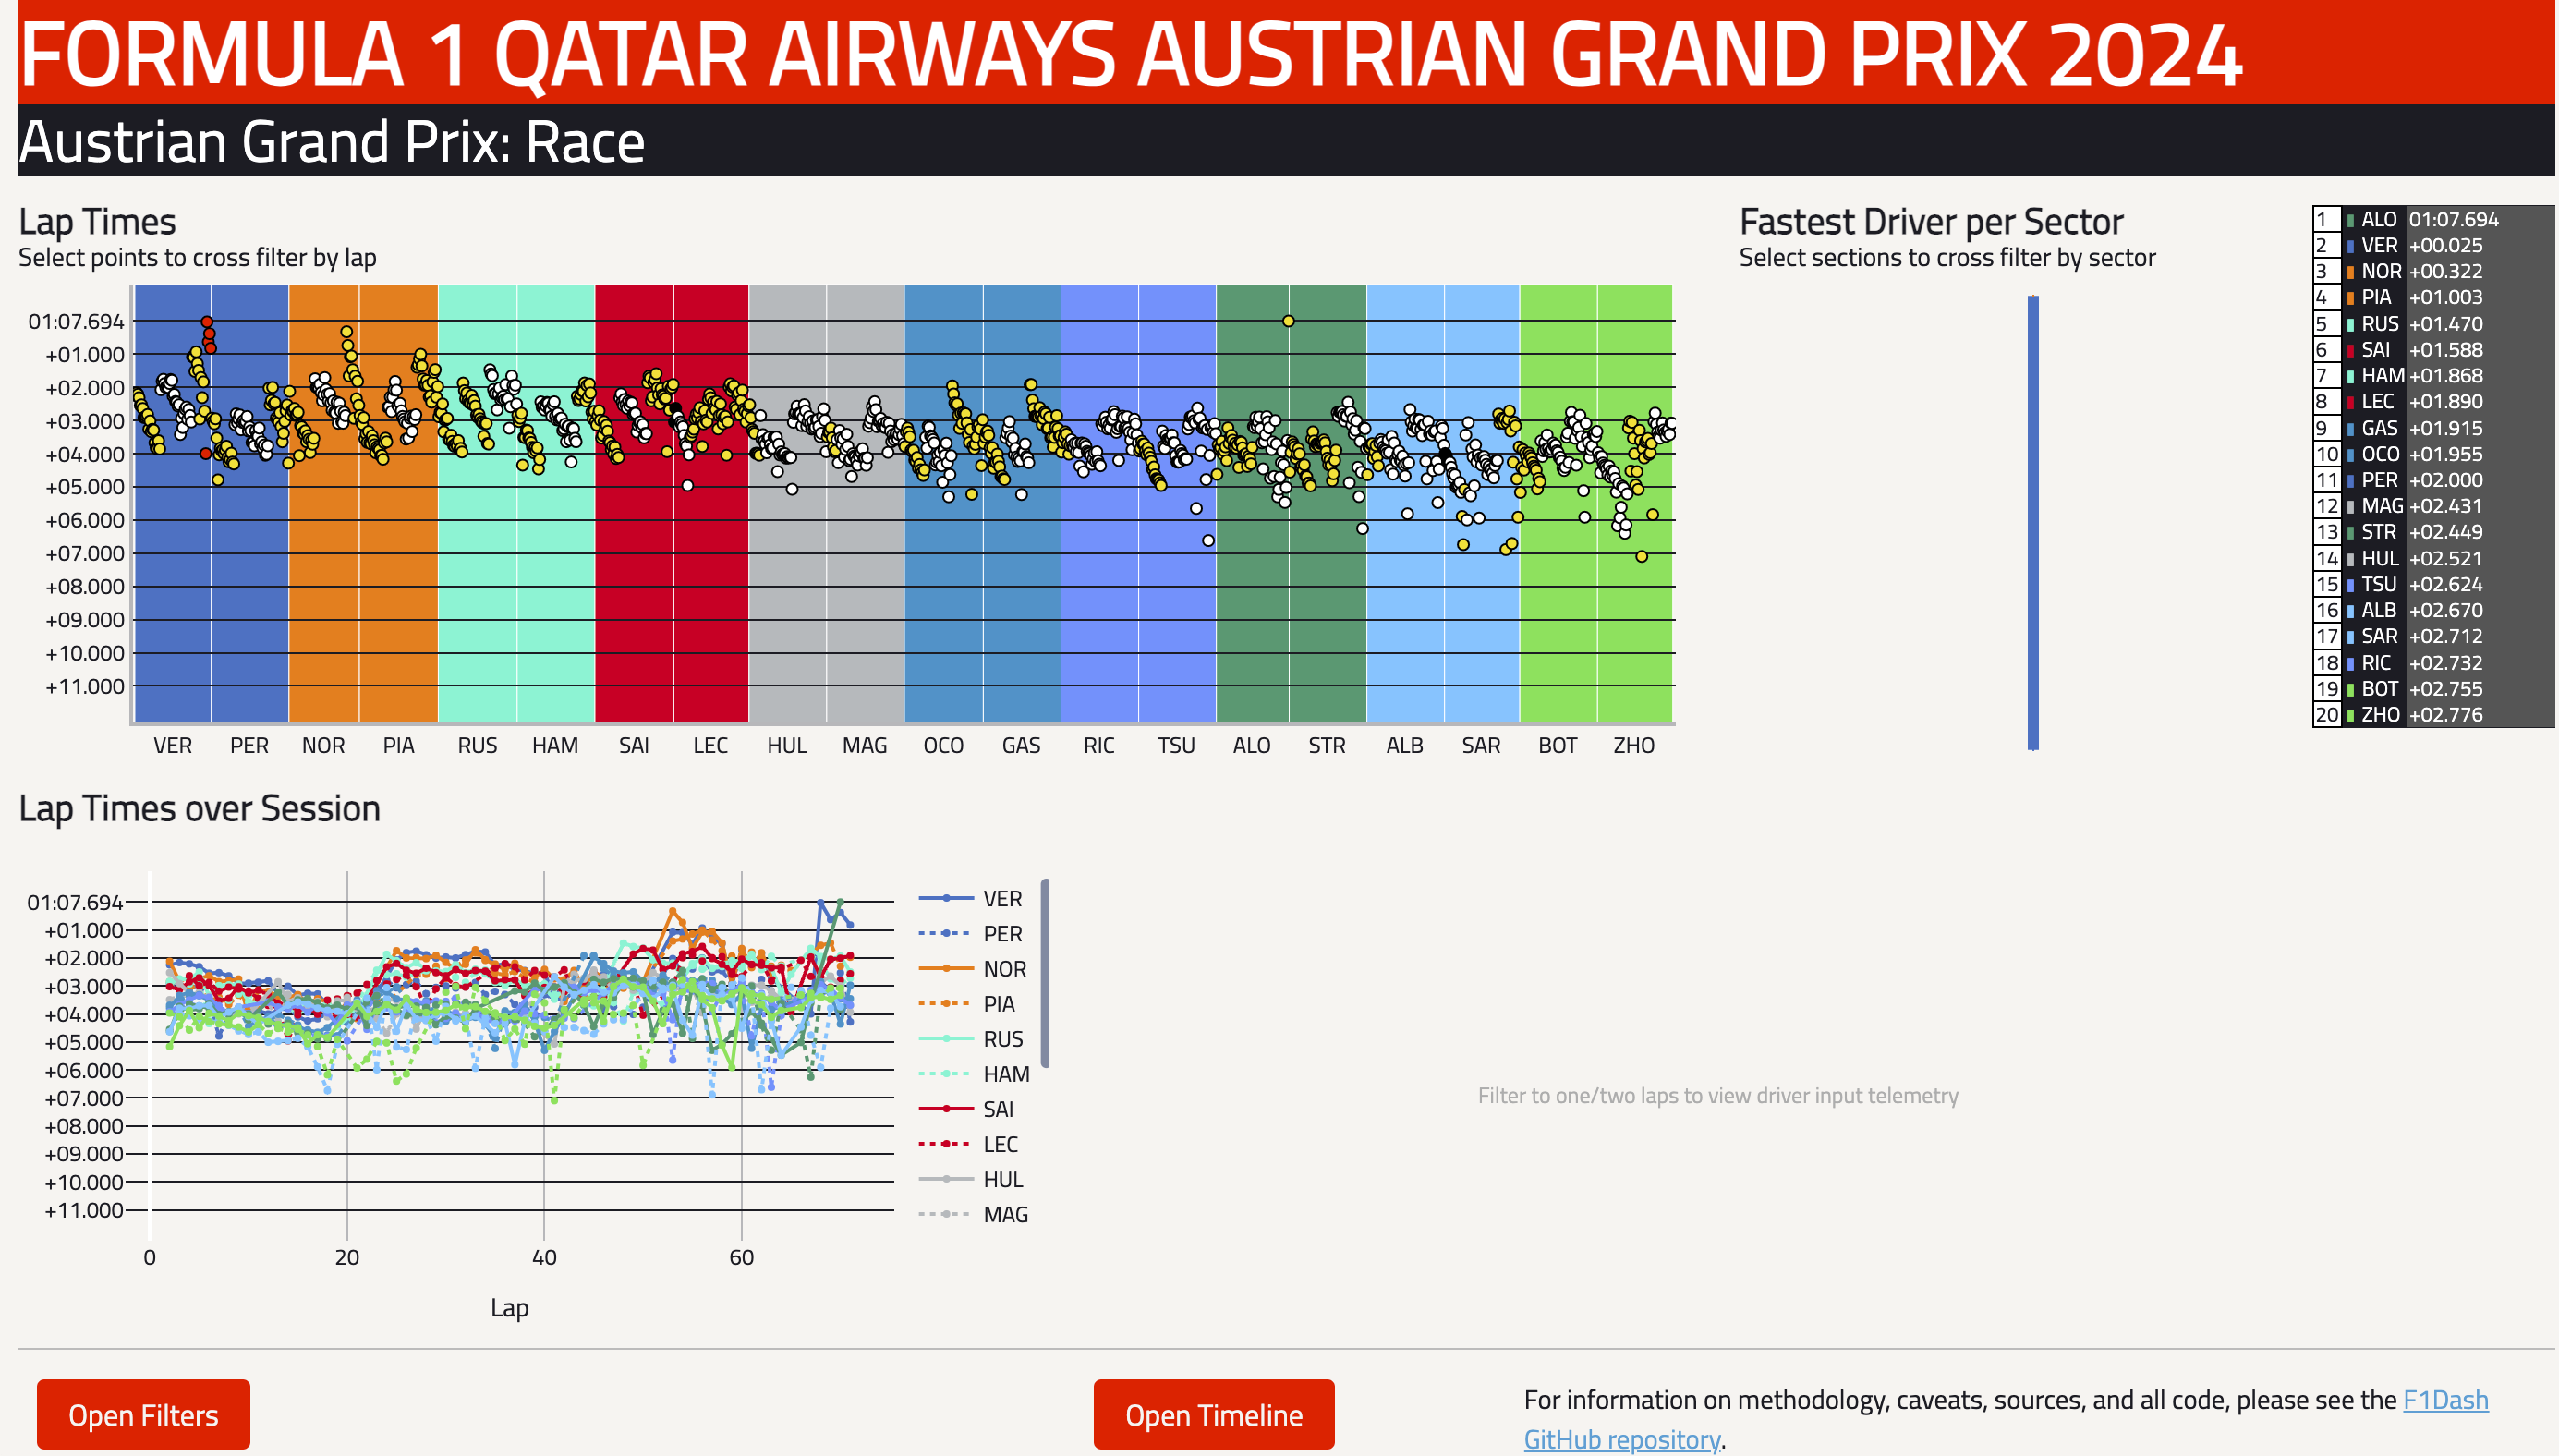 FORMULA 1 QATAR AIRWAYS AUSTRIAN GRAND PRIX 2024
Austrian Grand Prix: Race
Lap Times
Select points to cross filter by lap
01:07.694
+01.000
+02.000
+03.000
+04.000
+05.000
+06.000
+07.000
+08.000
+09.000
+10.000
+11.000
VER PER NOR PIA RUS HAM SAI LEC HUL MAG OCO GAS RIC TSU ALO STR ALB SAR BOT ZHO
Fastest Driver per Sector
Select sections to cross filter by sector
1 ALO 01:07.694
2 VER +00.025
3 NOR +00.322
4 PIA +01.003
5 RUS +01.470
6 SAI +01.588
7 HAM +01.868
8 LEC +01.890
9 GAS +01.915
10 OCO +01.955
11 PER +02.000
12 MAG +02.431
13 STR +02.449
14 HUL +02.521
15 TSU +02.624
16 ALB +02.670
17 SAR +02.712
18 RIC +02.732
19 BOT +02.755
20 ZHO +02.776
Lap Times over Session
01:07.694
+01.000
+02.000
+03.000
+04.000
+05.000
+06.000
+07.000
+08.000
+09.000
+10.000
+11.000
0 20 40 60
Lap
VER
PER
NOR
PIA
RUS
HAM
SAI
LEC
HUL
MAG
Filter to one/two laps to view driver input telemetry
Open Filters
Open Timeline
For information on methodology, caveats, sources, and all code, please see the F1Dash
GitHub repository.